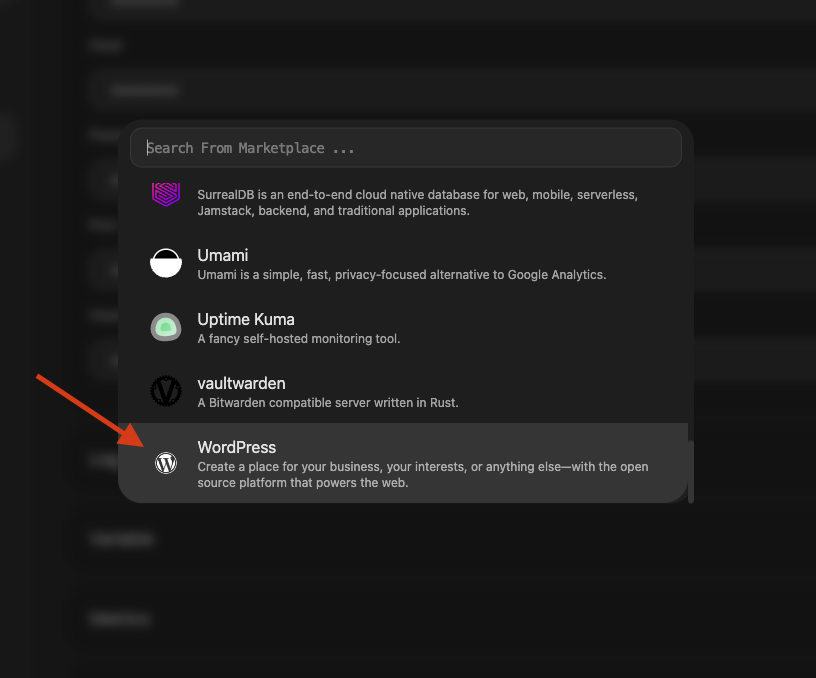 Search From Marketplace ...
SurrealDB is an end-to-end cloud native database for web, mobile, serverless,
Jamstack, backend, and traditional applications.
Umami
Umami is a simple, fast, privacy-focused alternative to Google Analytics.
Uptime Kuma
A fancy self-hosted monitoring tool.
vaultwarden
A Bitwarden compatible server written in Rust.
WordPress
Create a place for your business, your interests, or anything else—with the open
source platform that powers the web.